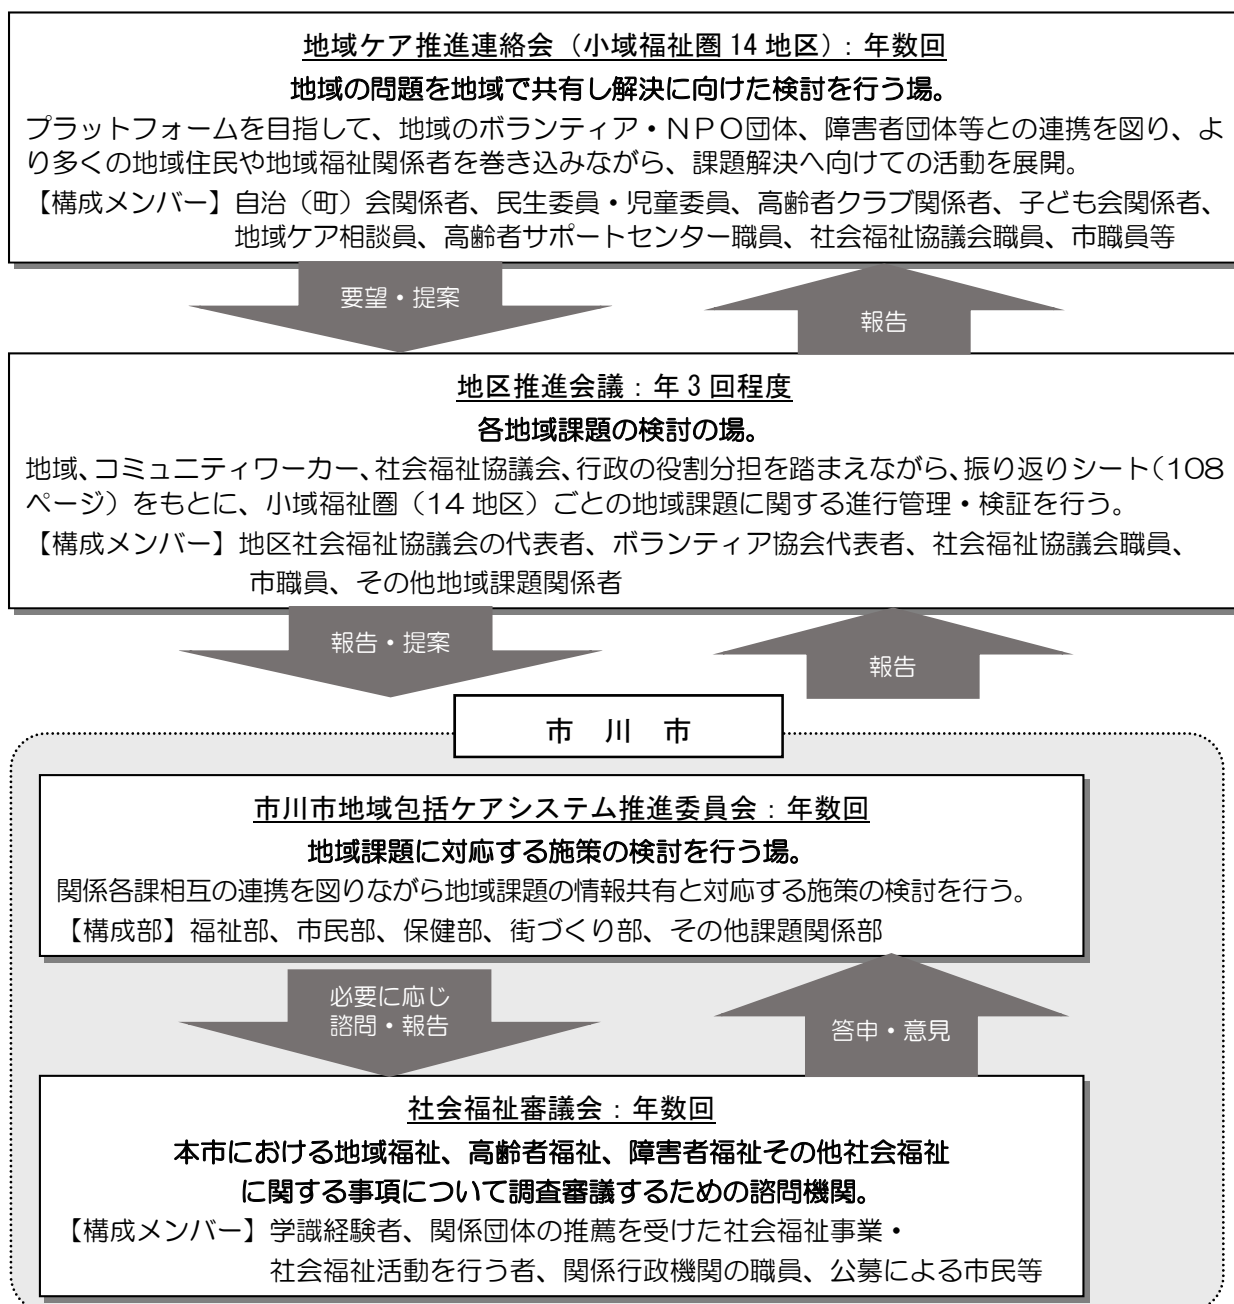 地域ケア推進連絡会(小域福祉圏14地区):年数回
地域の問題を地域で共有し解決に向けた検討を行う場。
プラットフォームを目指して、地域のボランティア・NPO団体、障害者団体等との連携を図り、よ
り多くの地域住民や地域福祉関係者を巻き込みながら、課題解決へ向けての活動を展開。
【構成メンバー】自治(町)会関係者、民生委員・児童委員、高齢者クラブ関係者、子ども会関係者、
地域ケア相談員、高齢者サポートセンター職員、社会福祉協議会職員、市職員等
要望・提案
報告
地区推進会議:年3回程度
各地域課題の検討の場。
地域、コミュニティワーカー、社会福祉協議会、行政の役割分担を踏まえながら、振り返りシート(108
ページ)をもとに、小域福祉圏(14地区)ごとの地域課題に関する進行管理・検証を行う。
【構成メンバー】地区社会福祉協議会の代表者、ボランティア協会代表者、社会福祉協議会職員、
市職員、その他地域課題関係者
報告・提案
報告
市 川 市
市川市地域包括ケアシステム推進委員会:年数回
地域課題に対応する施策の検討を行う場。
関係各課相互の連携を図りながら地域課題の情報共有と対応する施策の検討を行う。
【構成部】福祉部、市民部、保健部、街づくり部、その他課題関係部
必要に応じ
諮問・報告
答申・意見
社会福祉審議会:年数回
本市における地域福祉、高齢者福祉、障害者福祉その他社会福祉
に関する事項について調査審議するための諮問機関。
【構成メンバー】学識経験者、関係団体の推薦を受けた社会福祉事業・
社会福祉活動を行う者、関係行政機関の職員、公募による市民等